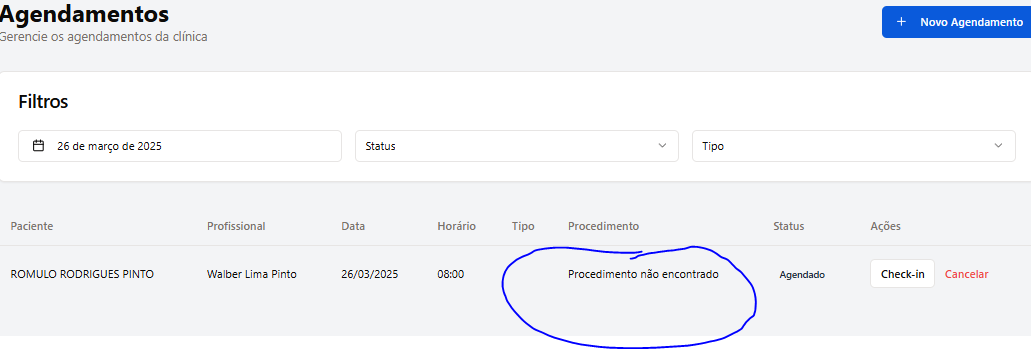 Agendamentos
Gerencie os agendamentos da clínica
+ Novo Agendamento
Filtros
26 de março de 2025
Status
Tipo
Paciente Profissional Data Horário Tipo Procedimento Status Ações
ROMULO RODRIGUES PINTO Walber Lima Pinto 26/03/2025 08:00 Procedimento não encontrado Agendado Check-in Cancelar